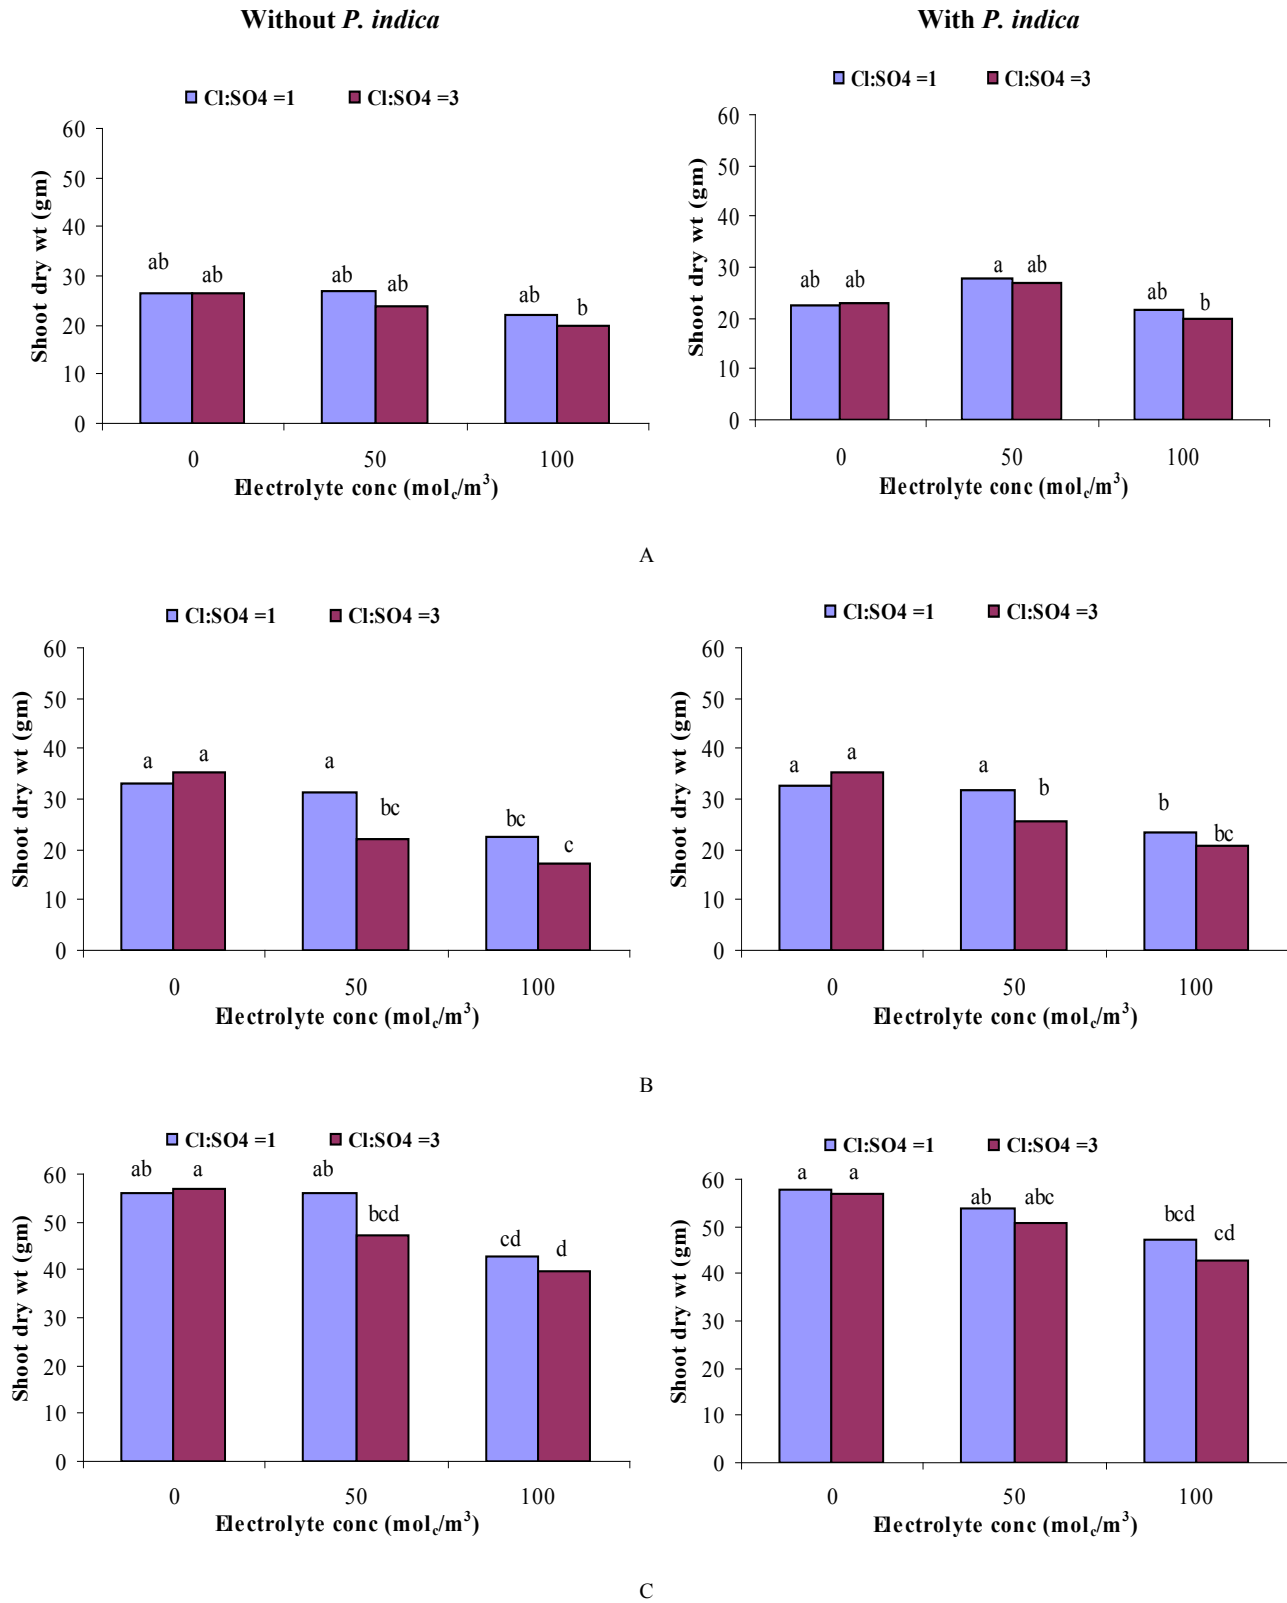 Without P. indica
With P. indica
Cl:SO4 =1 Cl:SO4 =3
60
50
40
30
20
10
0
Shoot dry wt (gm)
ab ab ab ab ab b
0 50 100
Electrolyte conc (molc/m³)
Cl:SO4 =1 Cl:SO4 =3
60
50
40
30
20
10
0
Shoot dry wt (gm)
ab ab a ab ab b
0 50 100
Electrolyte conc (molc/m³)
A
Cl:SO4 =1 Cl:SO4 =3
60
50
40
30
20
10
0
Shoot dry wt (gm)
a a a bc bc c
0 50 100
Electrolyte conc (molc/m³)
Cl:SO4 =1 Cl:SO4 =3
60
50
40
30
20
10
0
Shoot dry wt (gm)
a a a b b bc
0 50 100
Electrolyte conc (molc/m³)
B
Cl:SO4 =1 Cl:SO4 =3
60
50
40
30
20
10
0
Shoot dry wt (gm)
ab a ab bcd cd d
0 50 100
Electrolyte conc (molc/m³)
Cl:SO4 =1 Cl:SO4 =3
60
50
40
30
20
10
0
Shoot dry wt (gm)
a a ab abc bcd cd
0 50 100
Electrolyte conc (molc/m³)
C